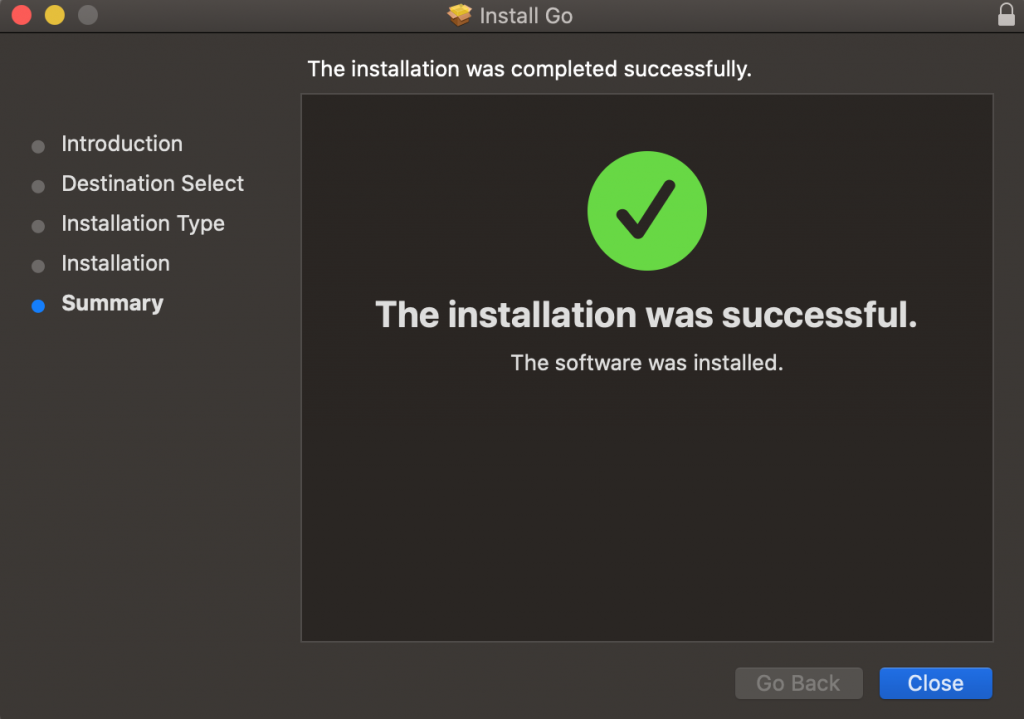 Install Go
The installation was completed successfully.
Introduction
Destination Select
Installation Type
Installation
Summary
The installation was successful.
The software was installed.
Go Back
Close